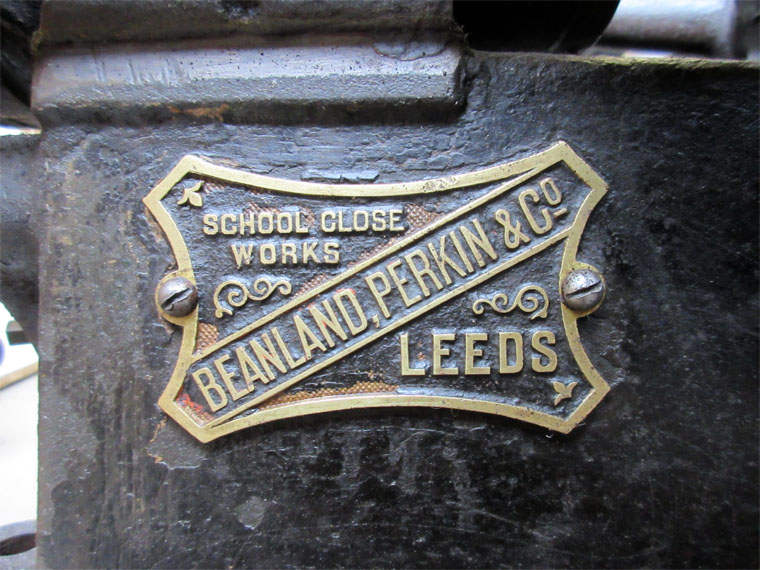 SCHOOL CLOSE
WORKS
BEANLAND, PERKIN & Co
LEEDS